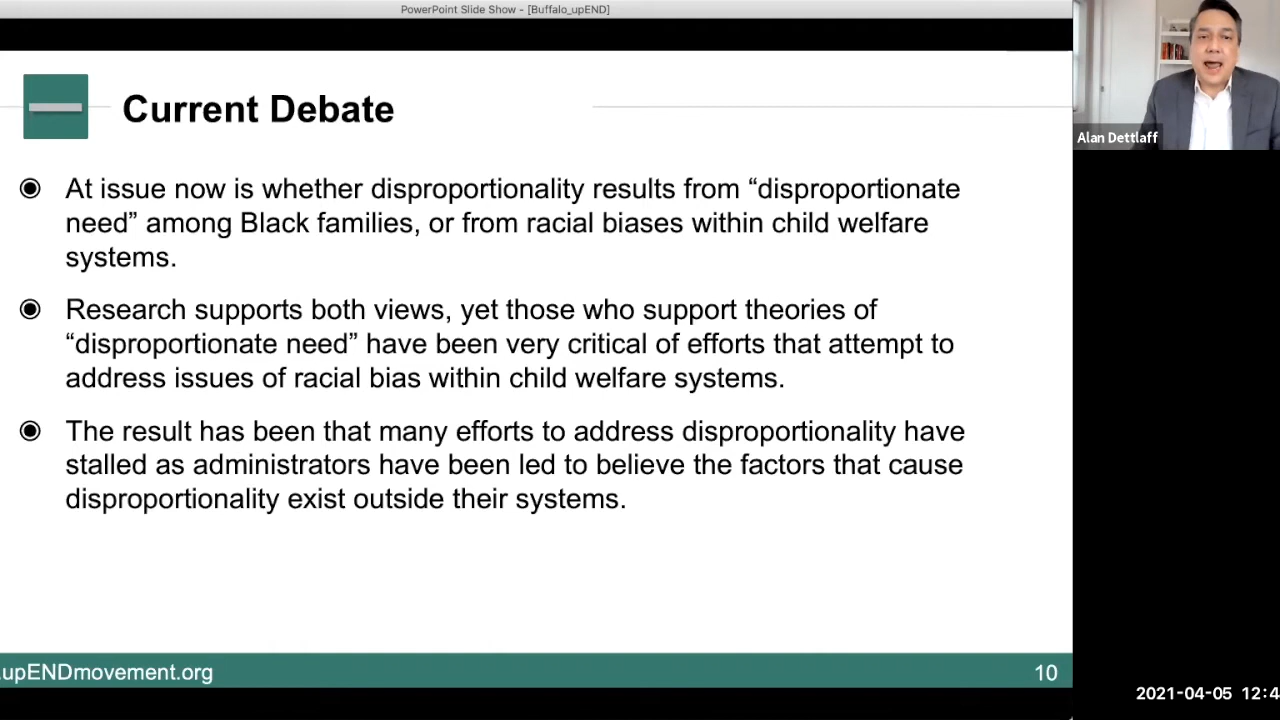 PowerPoint Slide Show - [Buffalo_upEND]
Current Debate
Alan Dettlaff
At issue now is whether disproportionality results from “disproportionate
need” among Black families, or from racial biases within child welfare
systems.
Research supports both views, yet those who support theories of
“disproportionate need” have been very critical of efforts that attempt to
address issues of racial bias within child welfare systems.
The result has been that many efforts to address disproportionality have
stalled as administrators have been led to believe the factors that cause
disproportionality exist outside their systems.
.upENDmovement.org
10
2021-04-05 12:4